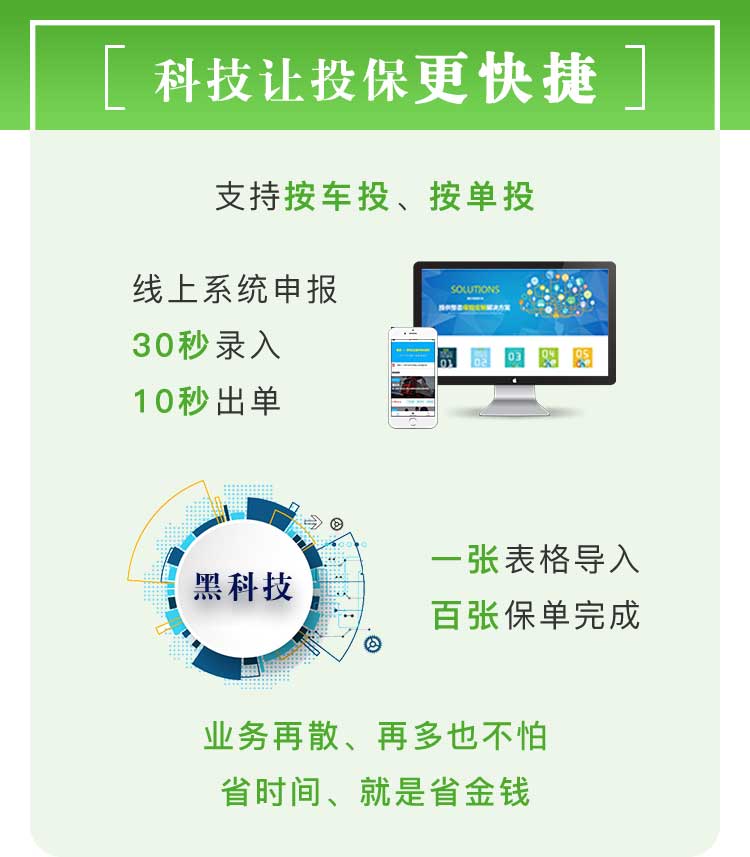 科技让投保更快捷
支持按车投、按单投
线上系统申报
30秒录入
10秒出单
SOLUTIONS
03
04
05
黑科技
一张表格导入
百张保单完成
业务再散、再多也不怕
省时间、就是省金钱